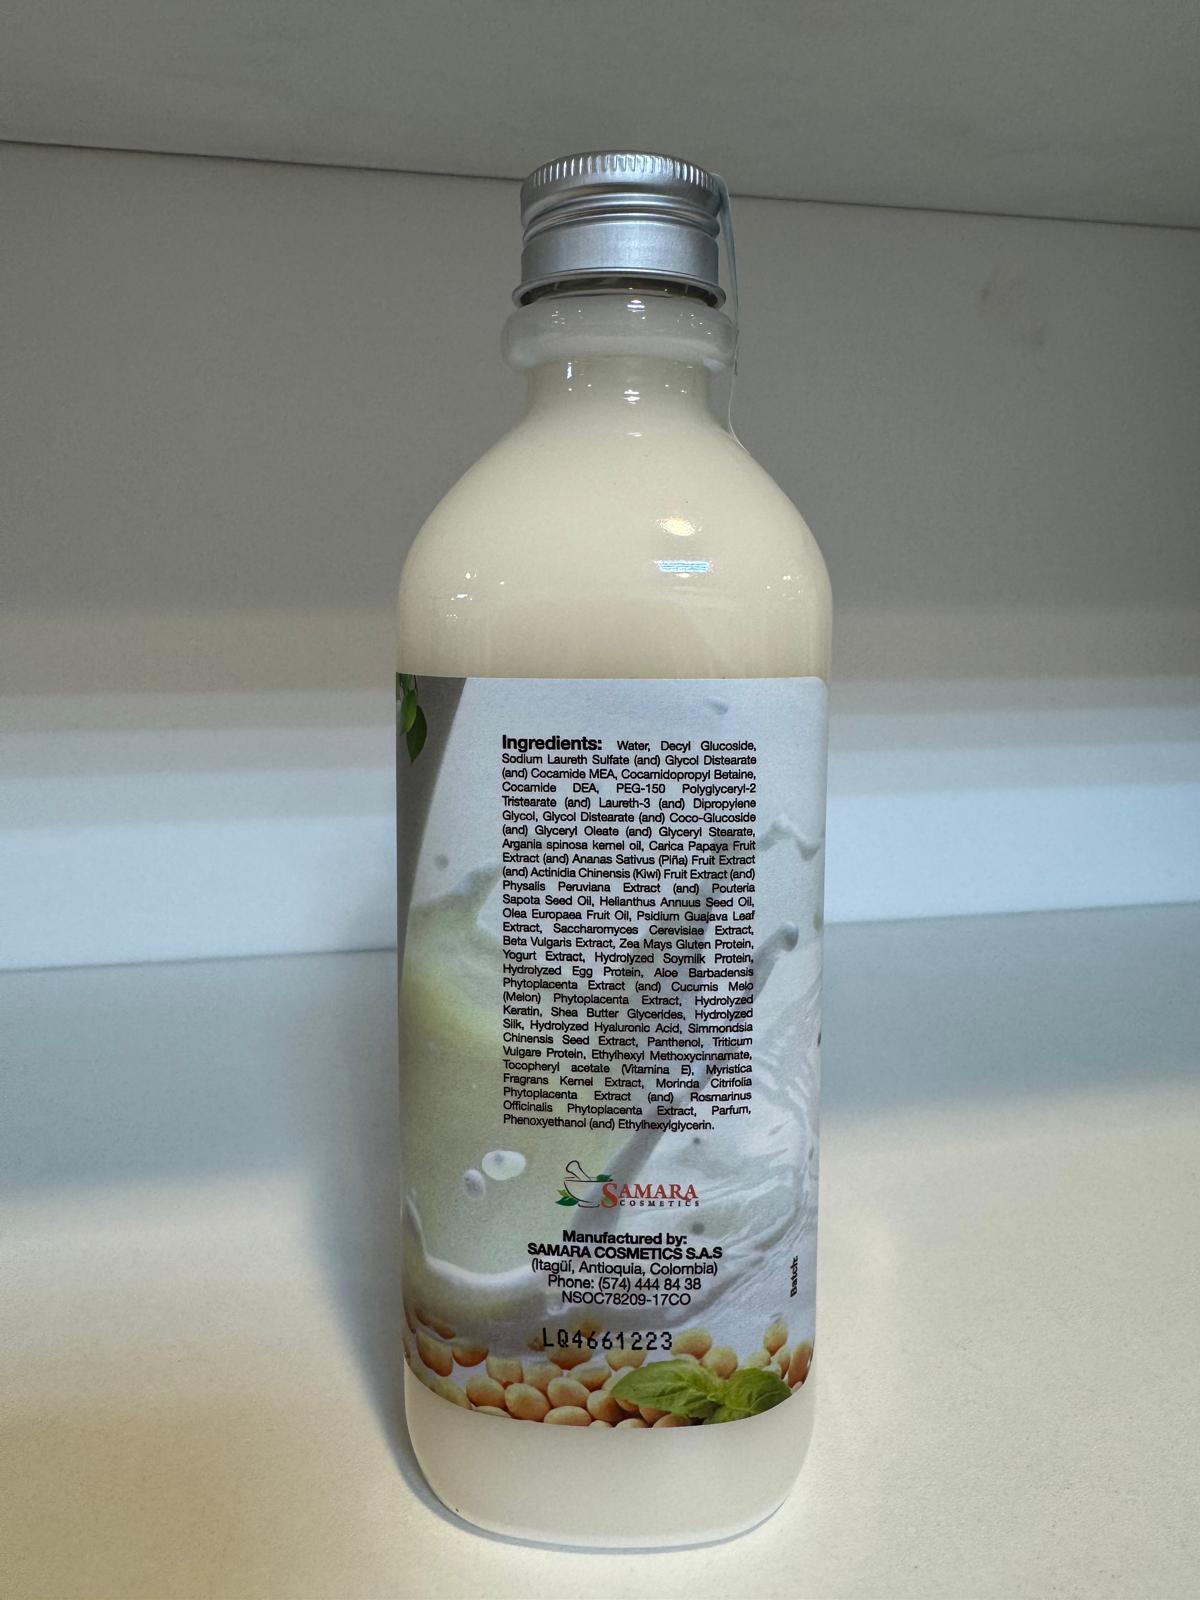 Ingredients: Water, Decyl Glucoside,
Sodium Laureth Sulfate (and) Glycol Distearate
(and) Cocamide MEA, Cocamidopropyl Betaine,
Cocamide DEA, PEG-150 Polyglyceryl-2
Tristearate (and) Laureth-3 (and) Dipropylene
Glycol, Glycol Distearate (and) Coco-Glucoside
(and) Glyceryl Oleate (and) Glyceryl Stearate,
Argania spinosa kernel oil, Carica Papaya Fruit
Extract (and) Ananas Sativus (Piña) Fruit Extract
(and) Actinidia Chinensis (Kiwi) Fruit Extract (and)
Physalis Peruviana Extract (and) Pouteria
Sapota Seed Oil, Helianthus Annuus Seed Oil,
Olea Europaea Fruit Oil, Psidium Guajava Leaf
Extract, Saccharomyces Cerevisiae Extract,
Beta Vulgaris Extract, Zea Mays Gluten Protein,
Yogurt Extract, Hydrolyzed Soymilk Protein,
Hydrolyzed Egg Protein, Aloe Barbadensis
Phytoplacenta Extract (and) Cucumis Melo
(Melon) Phytoplacenta Extract, Hydrolyzed
Keratin, Shea Butter Glycerides, Hydrolyzed
Silk, Hydrolyzed Hyaluronic Acid, Simmondsia
Chinensis Seed Extract, Panthenol, Triticum
Vulgare Protein, Ethylhexyl Methoxycinnamate,
Tocopheryl acetate (Vitamina E), Myristica
Fragrans Kernel Extract, Morinda Citrifolia
Phytoplacenta Extract (and) Rosmarinus
Officinalis Phytoplacenta Extract, Parfum,
Phenoxyethanol (and) Ethylhexylglycerin.
SAMARA
COSMETICS
Manufactured by:
SAMARA COSMETICS S.A.S
(Itagüí, Antioquia, Colombia)
Phone: (574) 444 84 38
NSOC78209-17CO
Batch:
LQ4661223